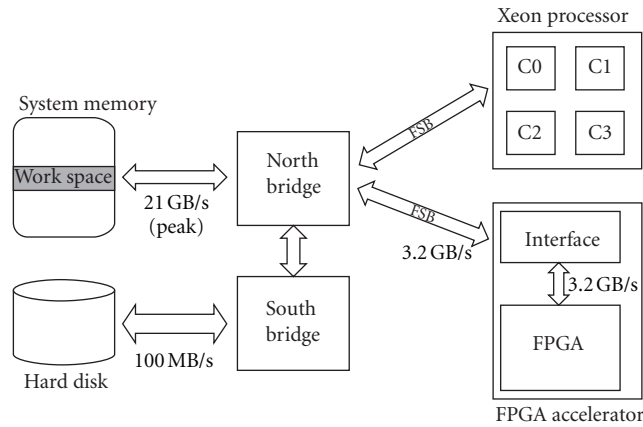 Xeon processor
C0
C1
C2
C3
FSB
System memory
Work space
21 GB/s
(peak)
North
bridge
FSB
3.2 GB/s
Interface
3.2 GB/s
FPGA
FPGA accelerator
South
bridge
100 MB/s
Hard disk